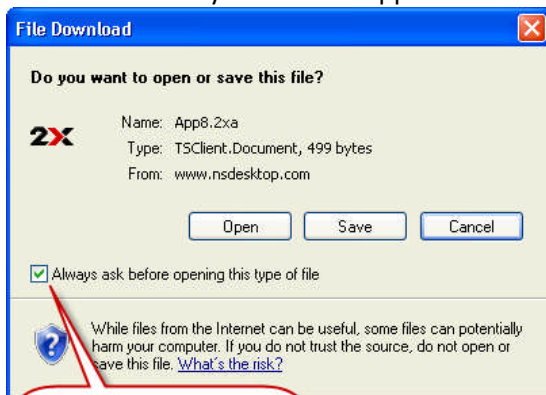 File Download
Do you want to open or save this file?
2X
Name: App8.2xa
Type: TSClient.Document, 499 bytes
From: www.nsdesktop.com
Open Save Cancel
Always ask before opening this type of file
While files from the Internet can be useful, some files can potentially
harm your computer. If you do not trust the source, do not open or
save this file. What's the risk?